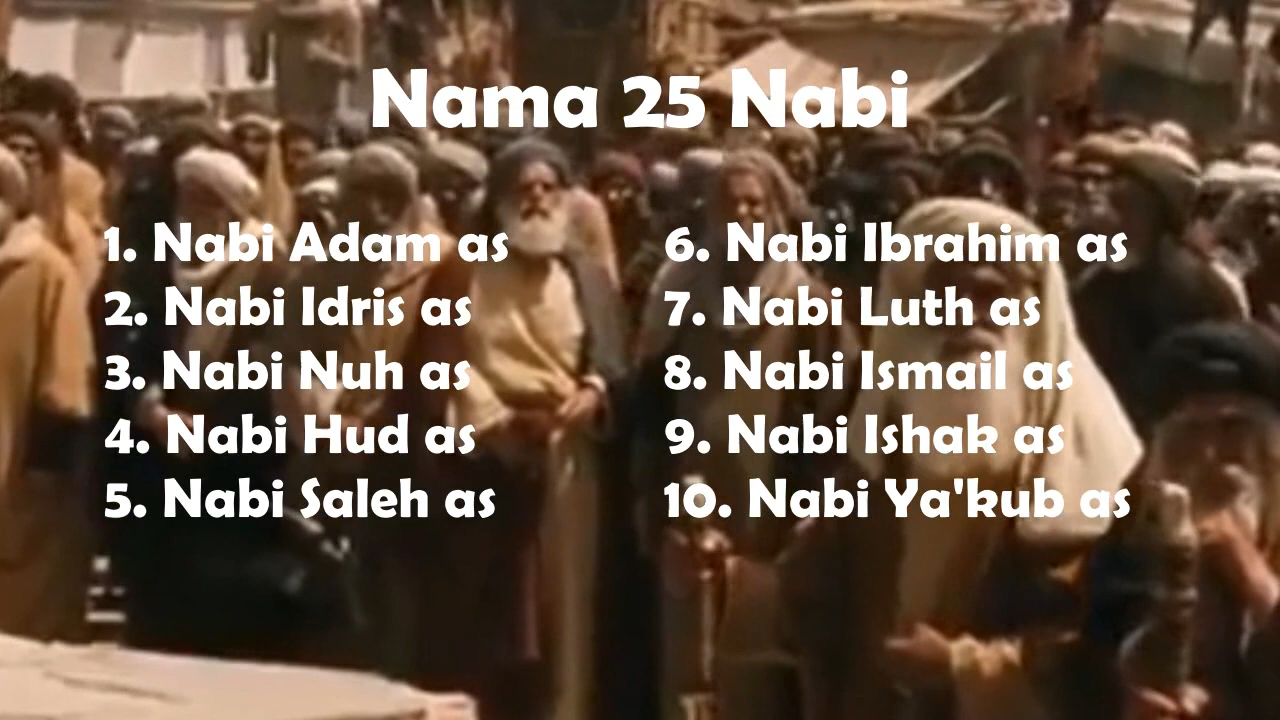 Nama 25 Nabi
1. Nabi Adam as
2. Nabi Idris as
3. Nabi Nuh as
4. Nabi Hud as
5. Nabi Saleh as
6. Nabi Ibrahim as
7. Nabi Luth as
8. Nabi Ismail as
9. Nabi Ishak as
10. Nabi Ya'kub as